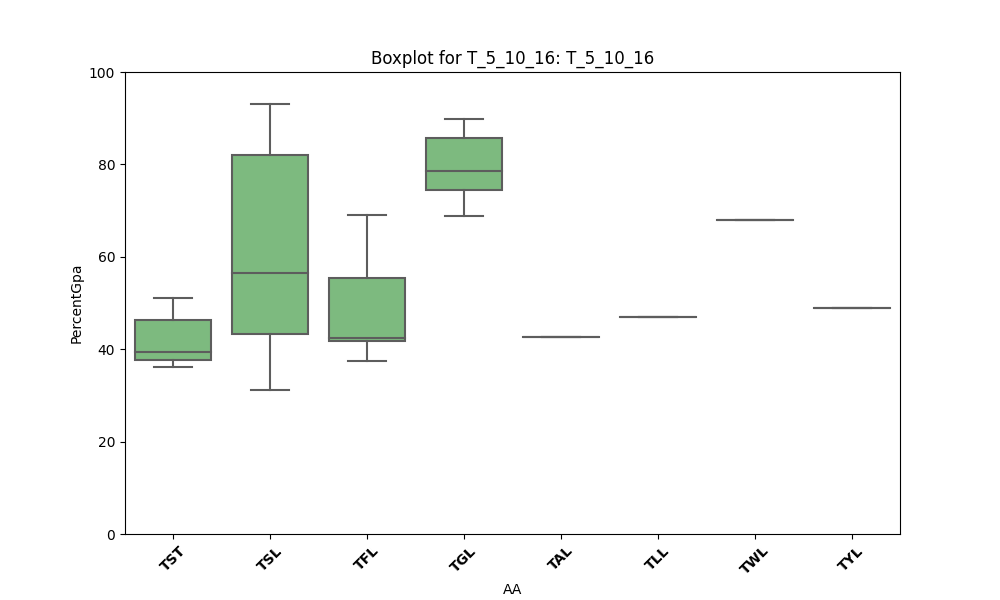 Boxplot for T_5_10_16: T_5_10_16
100
80
60
40
20
0
PercentGpa
TST
TSL
TFL
TGL
TAL
TLL
TWL
TYL
AA